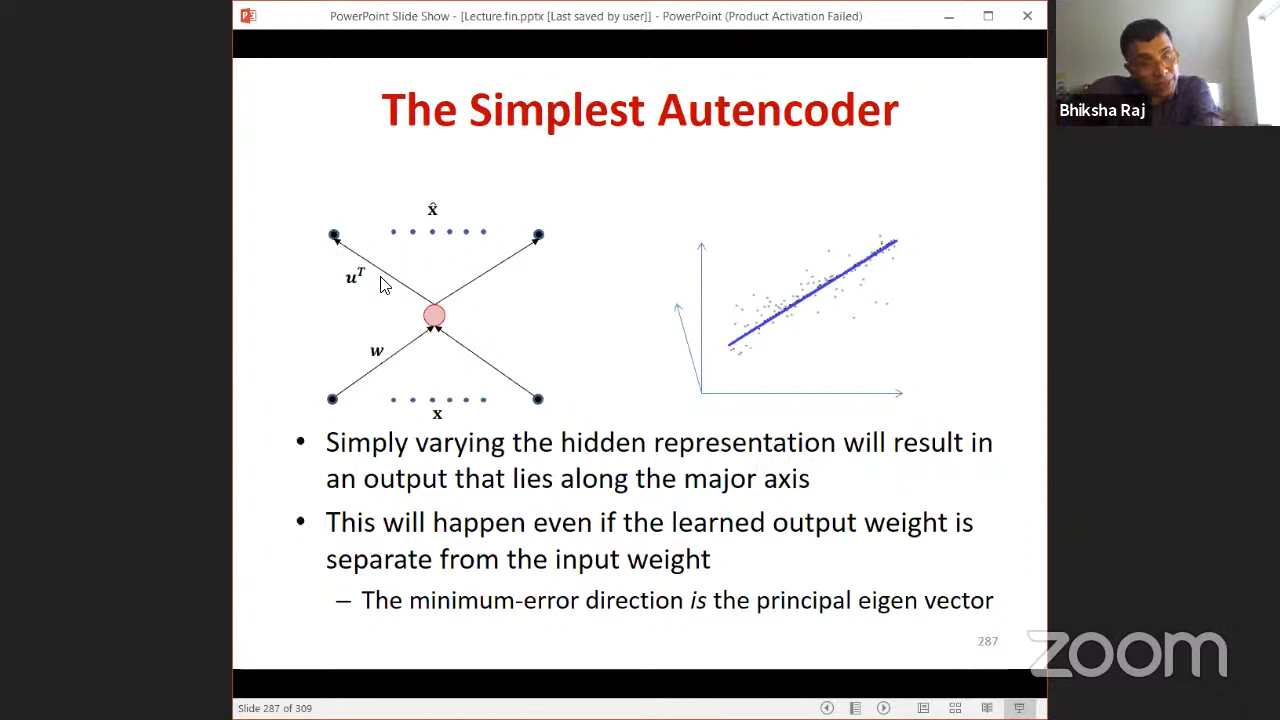 PowerPoint Slide Show - [Lecture.fin.pptx [Last saved by user]] - PowerPoint (Product Activation Failed)
Bhiksha Raj
The Simplest Autencoder
x̂
uᵀ
w
x
• Simply varying the hidden representation will result in
an output that lies along the major axis
• This will happen even if the learned output weight is
separate from the input weight
– The minimum-error direction is the principal eigen vector
287
zoom
Slide 287 of 309